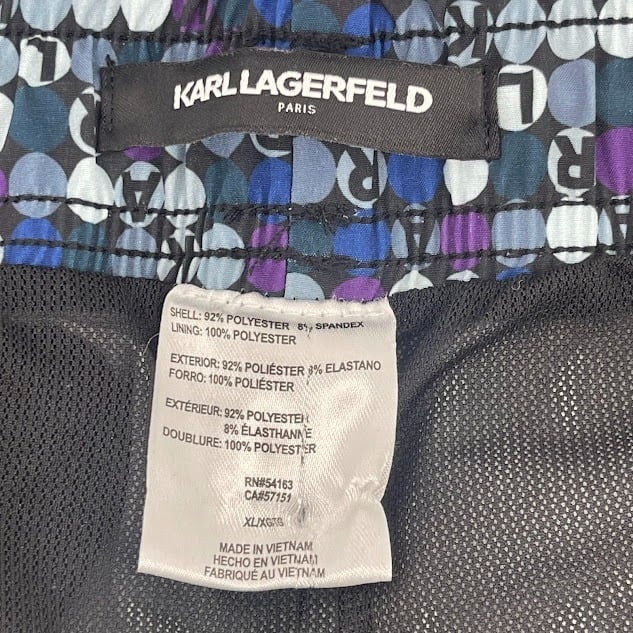 KARL LAGERFELD
PARIS
SHELL: 92% POLYESTER 8% SPANDEX
LINING: 100% POLYESTER
EXTERIOR: 92% POLIÉSTER 8% ELASTANO
FORRO: 100% POLIÉSTER
EXTÉRIEUR: 92% POLYESTER
8% ÉLASTHANNE
DOUBLURE: 100% POLYESTER
RN#54163
CA#57151
XL/XG/TG
MADE IN VIETNAM
HECHO EN VIETNAM
FABRIQUÉ AU VIETNAM